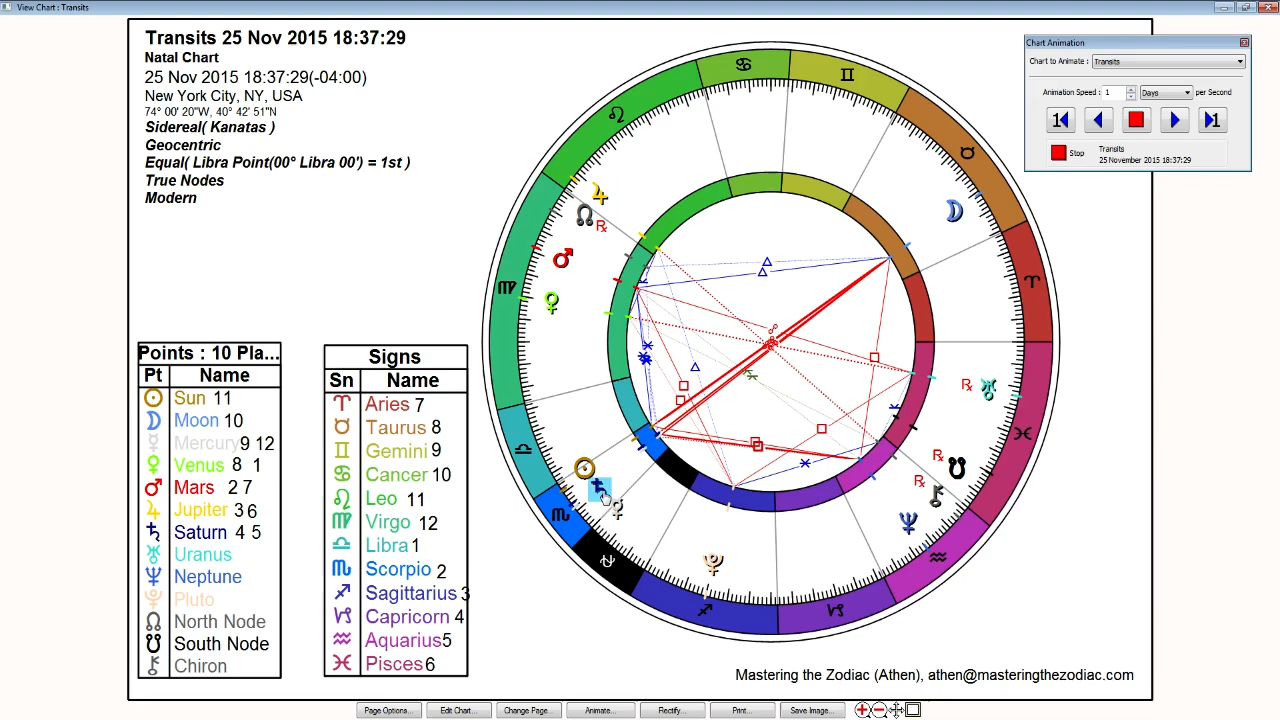 View Chart : Transits
Transits 25 Nov 2015 18:37:29
Natal Chart
25 Nov 2015 18:37:29(-04:00)
New York City, NY, USA
74° 00' 20"W, 40° 42' 51"N
Sidereal( Kanatas )
Geocentric
Equal( Libra Point(00° Libra 00') = 1st )
True Nodes
Modern
Chart Animation
Chart to Animate : Transits
Animation Speed : 1 Days per Second
1 1
Stop
Transits
25 November 2015 18:37:29
Points : 10 Pla...
Pt Name
Sun 11
Moon 10
Mercury 9 12
Venus 8 1
Mars 2 7
Jupiter 3 6
Saturn 4 5
Uranus
Neptune
Pluto
North Node
South Node
Chiron
Signs
Sn Name
Aries 7
Taurus 8
Gemini 9
Cancer 10
Leo 11
Virgo 12
Libra 1
Scorpio 2
Sagittarius 3
Capricorn 4
Aquarius 5
Pisces 6
Mastering the Zodiac (Athen), athen@masteringthezodiac.com
Page Options... Edit Chart... Change Page... Animate... Rectify... Print... Save Image...